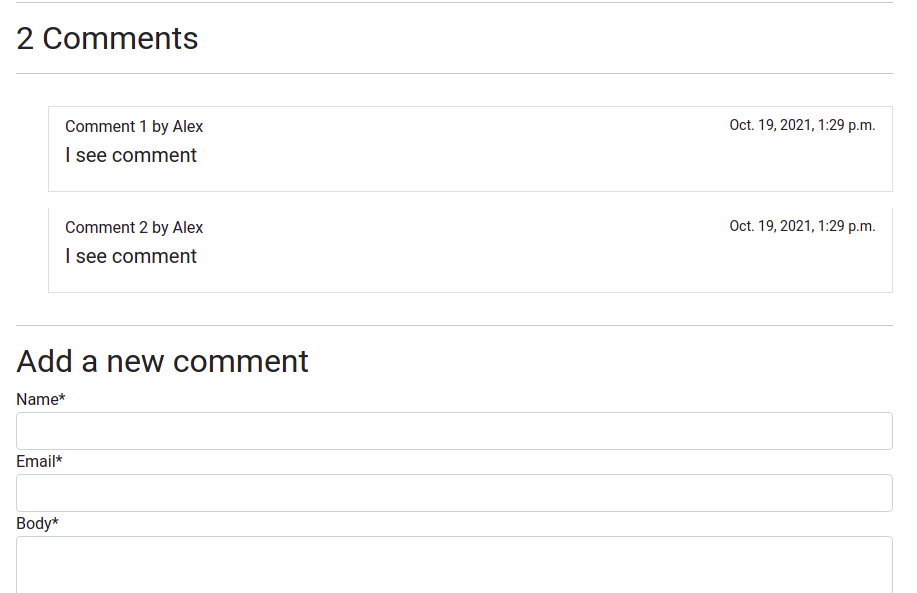 2 Comments
Comment 1 by Alex Oct. 19, 2021, 1:29 p.m.
I see comment
Comment 2 by Alex Oct. 19, 2021, 1:29 p.m.
I see comment
Add a new comment
Name*
Email*
Body*